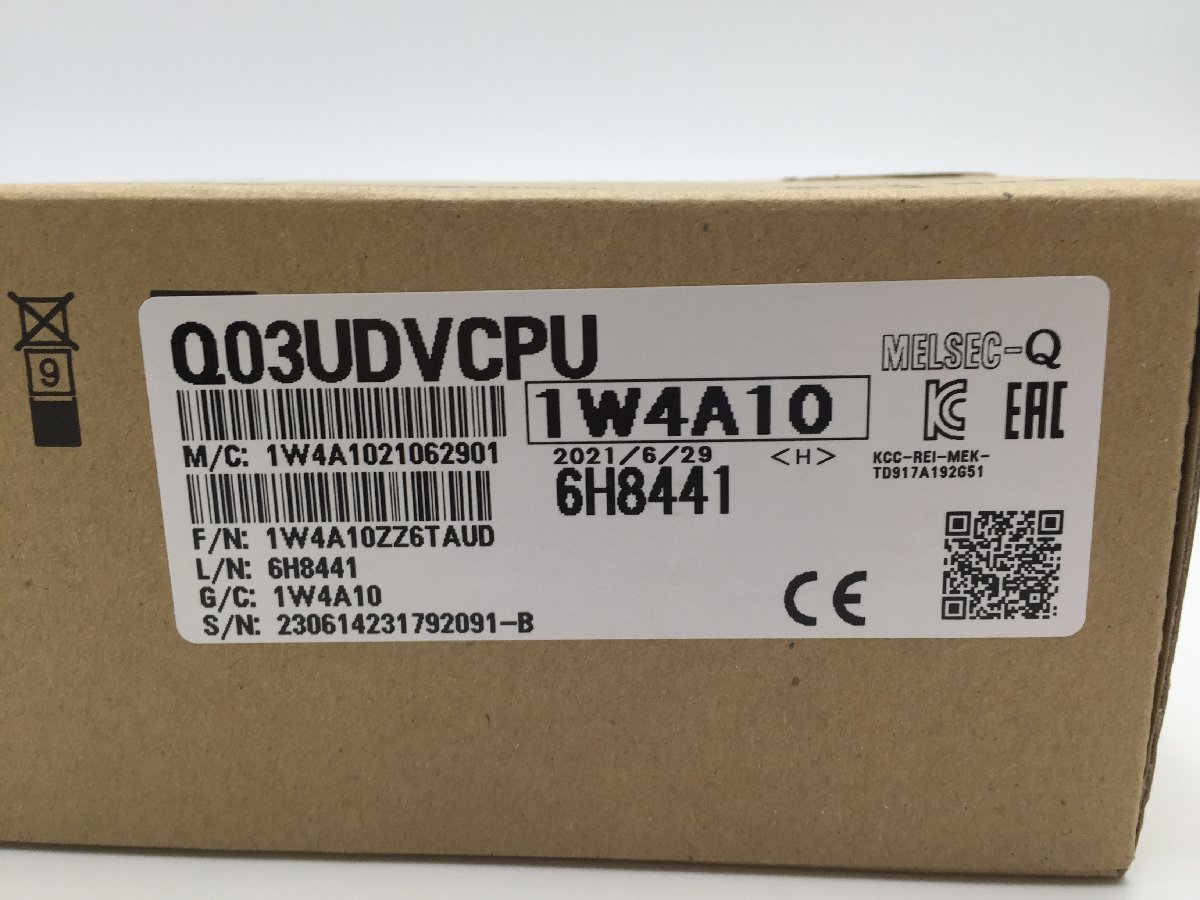 9
Q03UDVCPU
MELSEC-Q
1W4A10
M/C: 1W4A1021062901
2021/6/29 <H>
KCC-REI-MEK-
TD917A192G51
6H8441
F/N: 1W4A10ZZ6TAUD
L/N: 6H8441
G/C: 1W4A10
S/N: 230614231792091-B
CE
EAC
KC